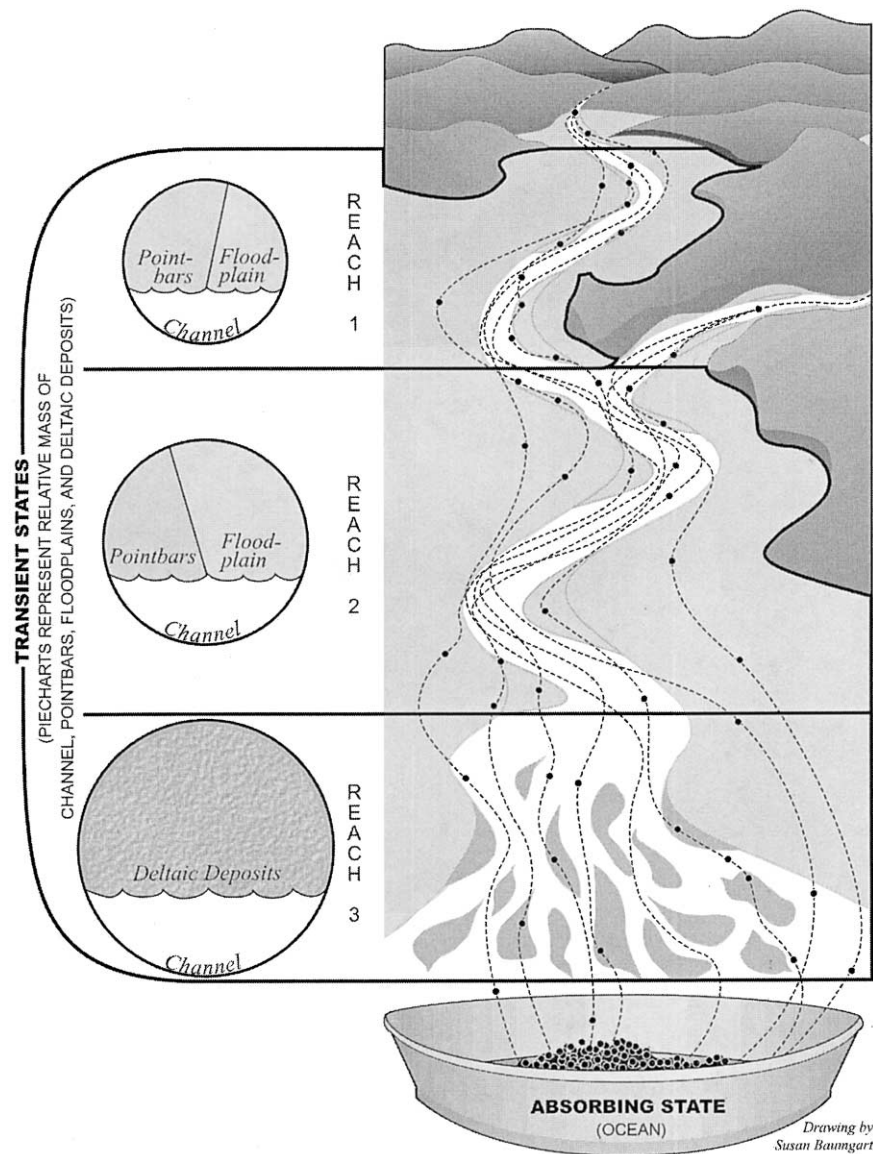 TRANSIENT STATES
(PIECHARTS REPRESENT RELATIVE MASS OF
CHANNEL, POINTBARS, FLOODPLAINS, AND DELTAIC DEPOSITS)
Point-
bars
Flood-
plain
Channel
REACH 1
Pointbars
Flood-
plain
Channel
REACH 2
Deltaic Deposits
Channel
REACH 3
ABSORBING STATE
(OCEAN)
Drawing by
Susan Baumgart